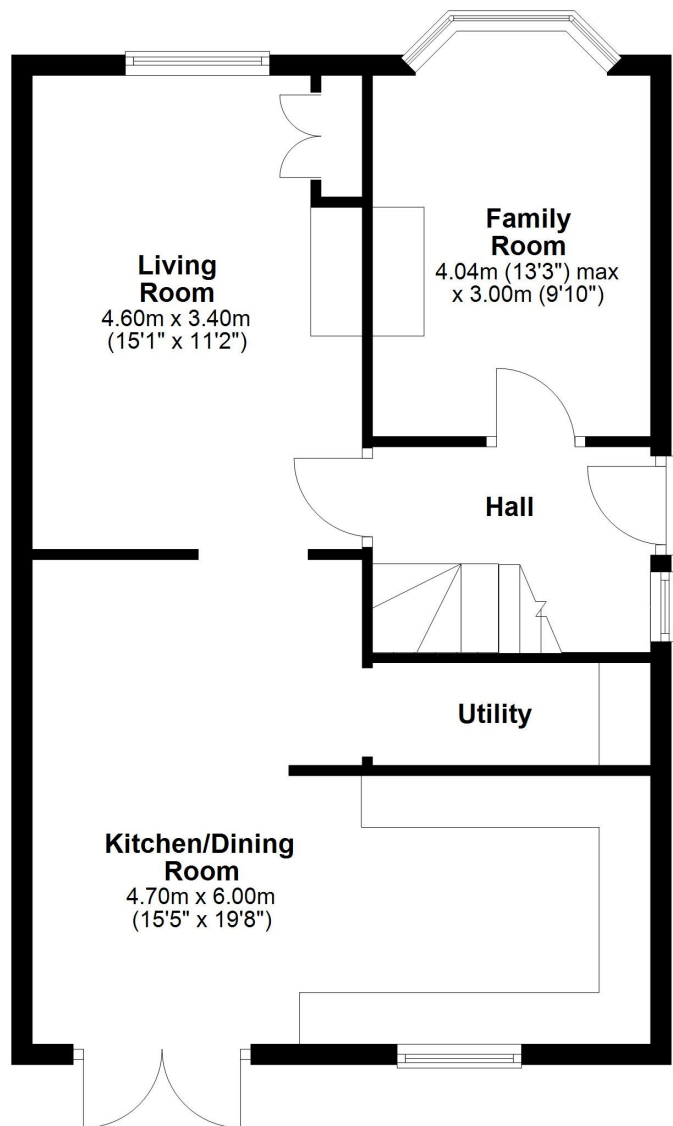 Family
Room
4.04m (13'3") max
x 3.00m (9'10")
Living
Room
4.60m x 3.40m
(15'1" x 11'2")
Hall
Utility
Kitchen/Dining
Room
4.70m x 6.00m
(15'5" x 19'8")